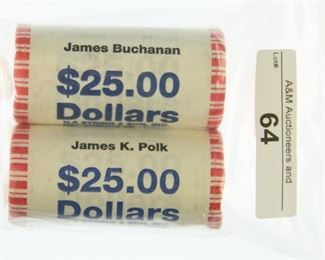 James Buchanan
$25.00
Dollars
James K. Polk
$25.00
Dollars
A&M Auctioneers and
64
Lot#: